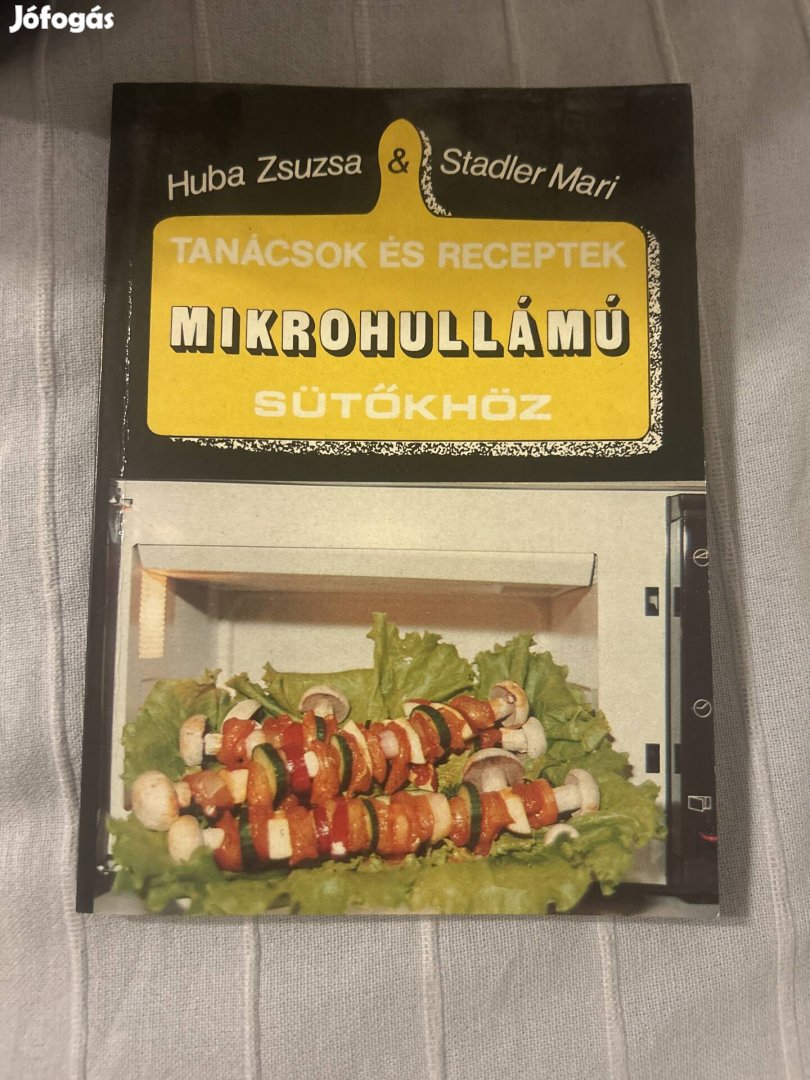 Jófogás
Huba Zsuzsa & Stadler Mari
TANÁCSOK ÉS RECEPTEK
MIKROHULLÁMÚ
SÜTŐKHÖZ